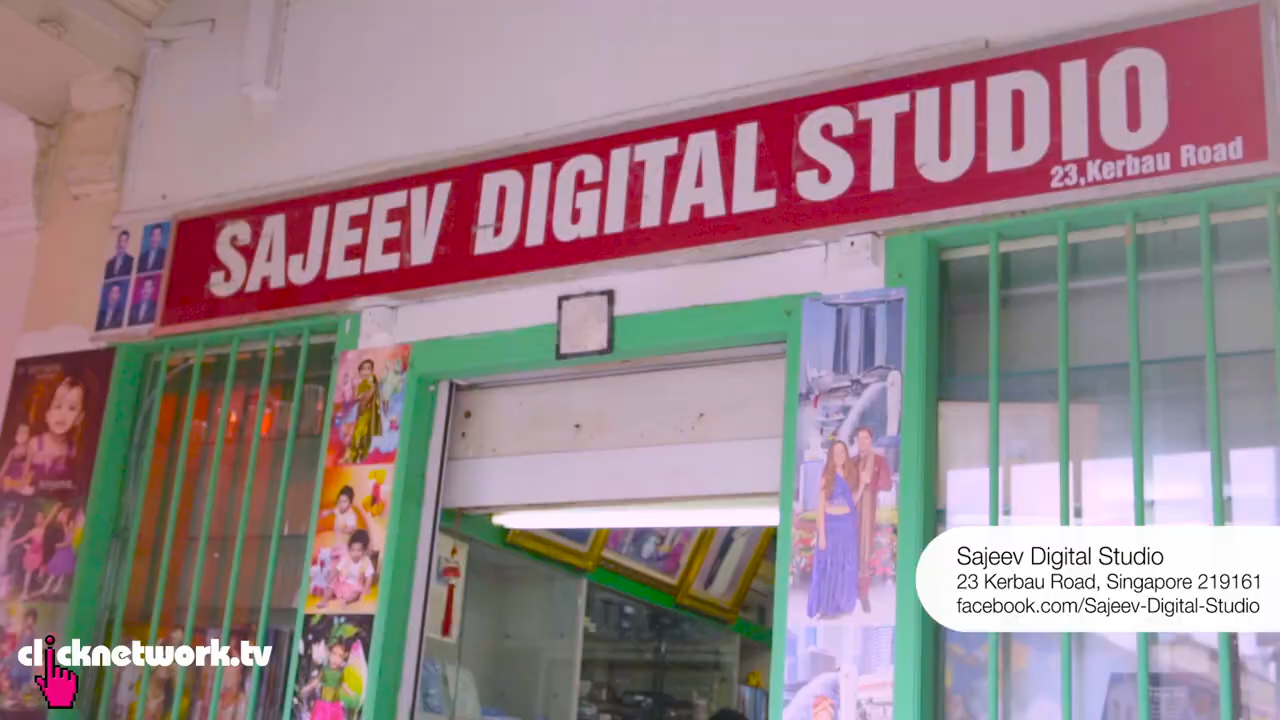 SAJEEV DIGITAL STUDIO
23,Kerbau Road
Sajeev Digital Studio
23 Kerbau Road, Singapore 219161
facebook.com/Sajeev-Digital-Studio
clicknetwork.tv